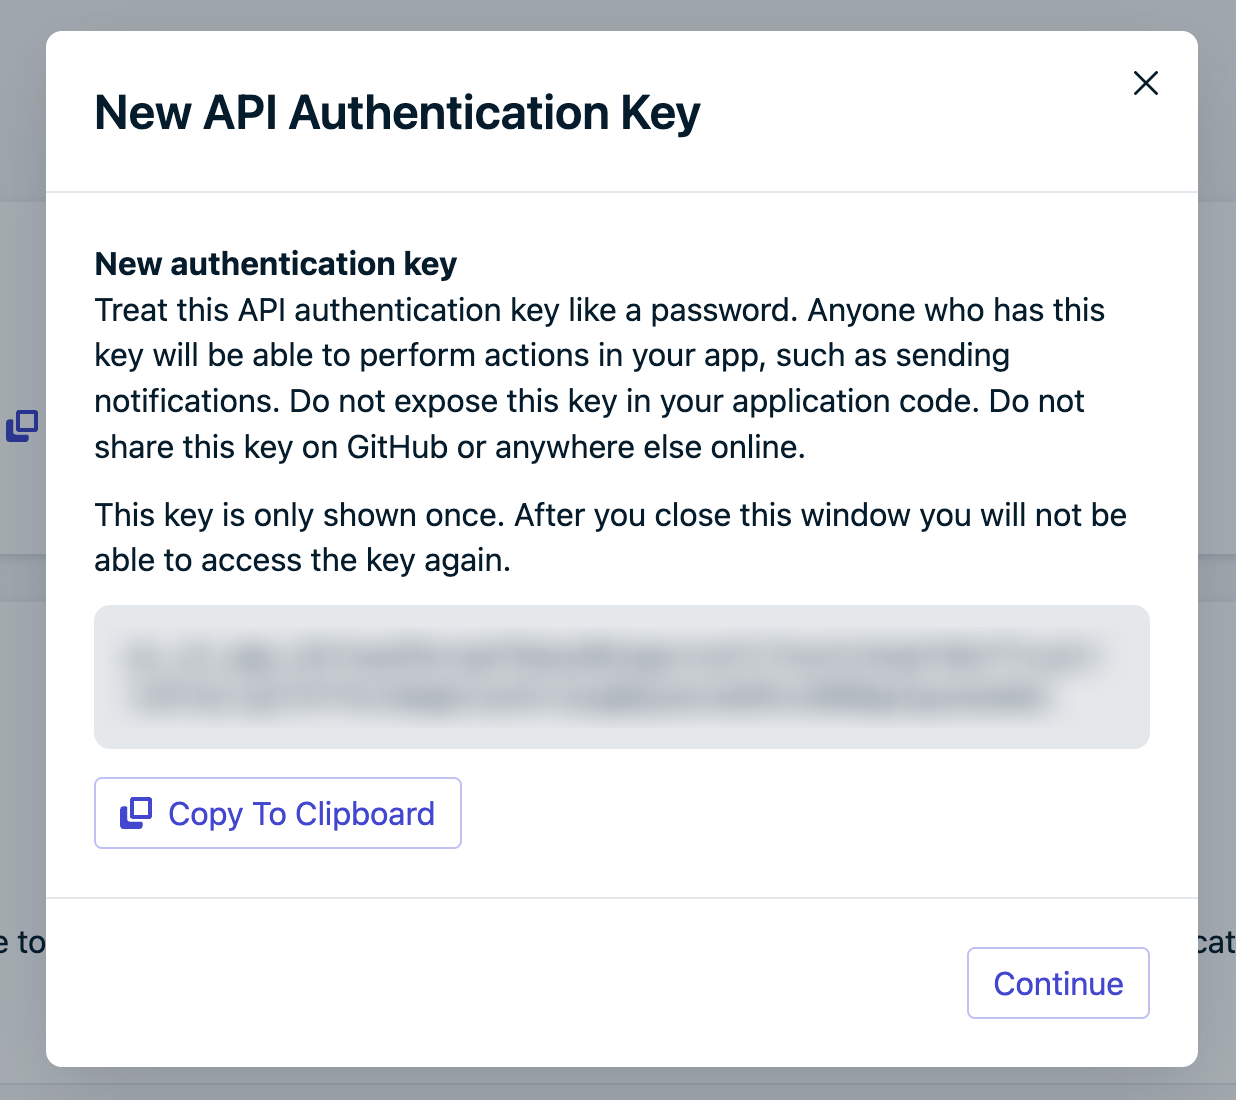 New API Authentication Key
New authentication key
Treat this API authentication key like a password. Anyone who has this
key will be able to perform actions in your app, such as sending
notifications. Do not expose this key in your application code. Do not
share this key on GitHub or anywhere else online.
This key is only shown once. After you close this window you will not be
able to access the key again.
Copy To Clipboard
e to
cat
Continue